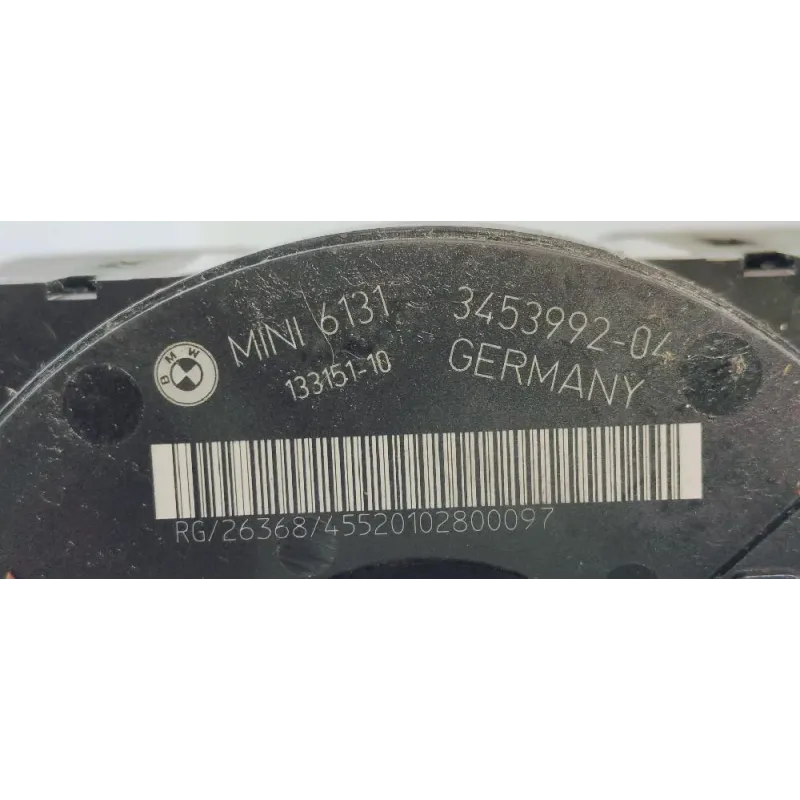 BMW
MINI 6131 3453992-04
133151-10 GERMANY
RG/26368/45520102800097